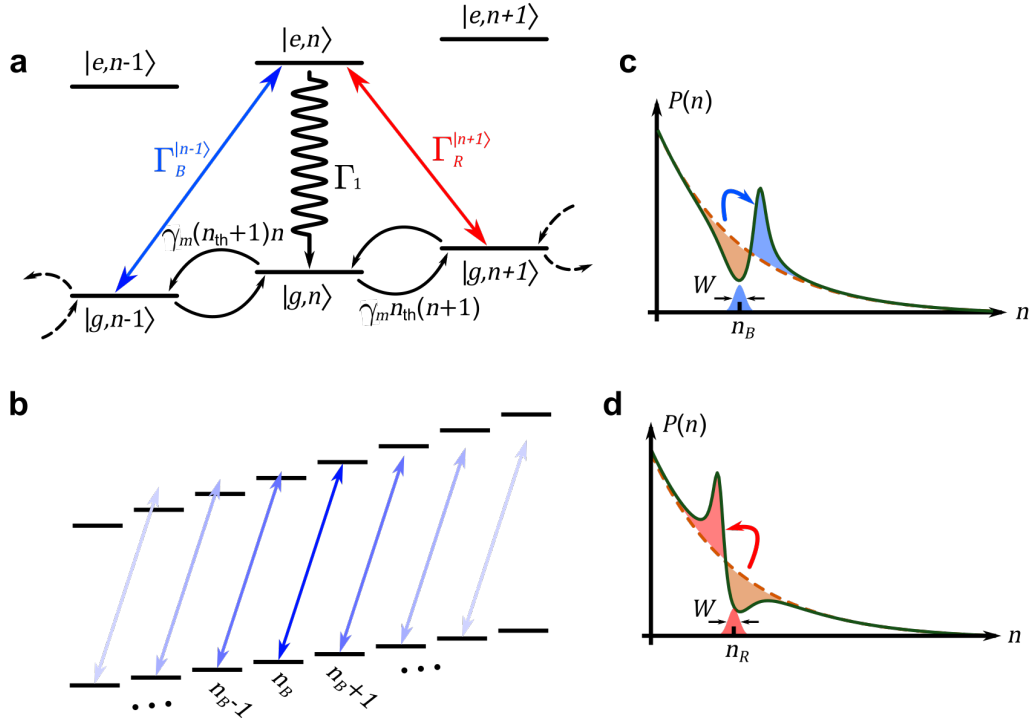 a
|e,n-1⟩
|e,n⟩
|e,n+1⟩
Γ_B^|n-1⟩
Γ_1
Γ_R^|n+1⟩
γ_m(n_th+1)n
γ_m n_th(n+1)
|g,n-1⟩
|g,n⟩
|g,n+1⟩
b
n_B-1
n_B
n_B+1
c
P(n)
W
n_B
n
d
P(n)
W
n_R
n